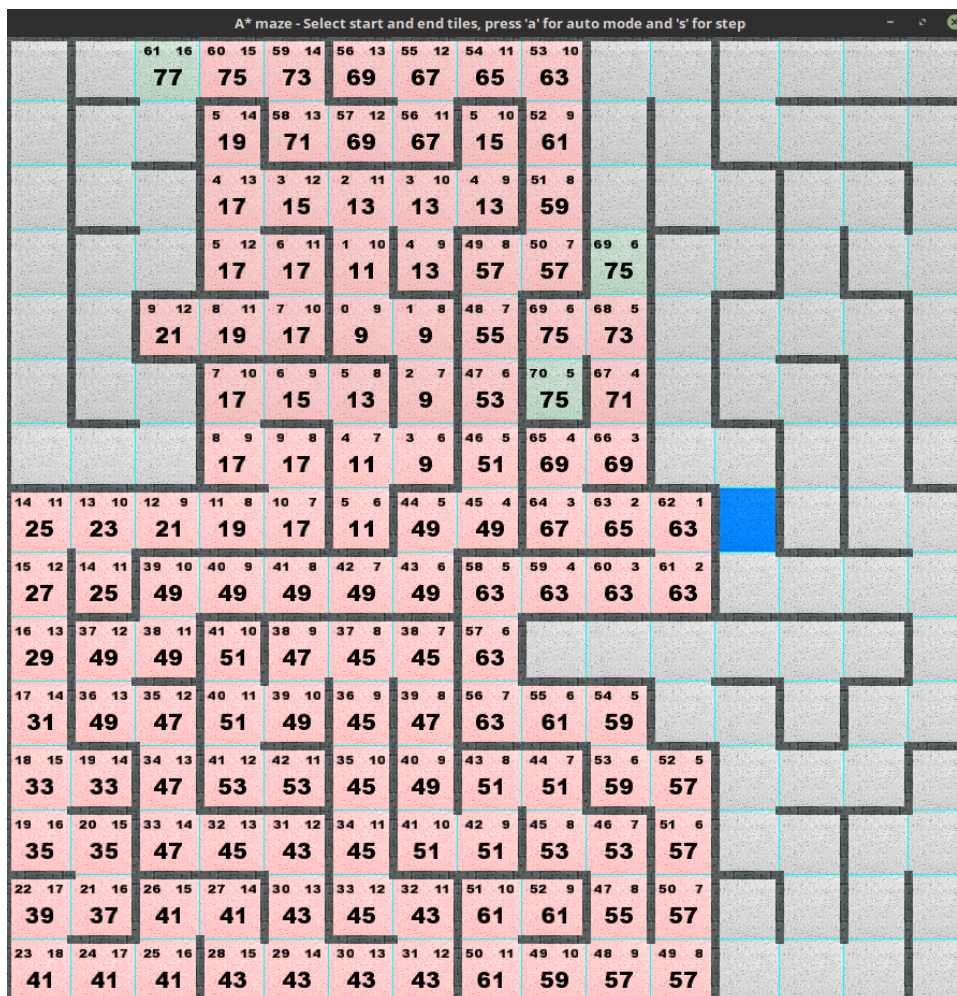 A* maze - Select start and end tiles, press 'a' for auto mode and 's' for step
61 16 60 15 59 14 56 13 55 12 54 11 53 10
77 75 73 69 67 65 63
5 14 58 13 57 12 56 11 5 10 52 9
19 71 69 67 15 61
4 13 3 12 2 11 3 10 4 9 51 8
17 15 13 13 13 59
5 12 6 11 1 10 4 9 49 8 50 7 69 6
17 17 11 13 57 57 75
9 12 8 11 7 10 0 9 1 8 48 7 69 6 68 5
21 19 17 9 9 55 75 73
7 10 6 9 5 8 2 7 47 6 70 5 67 4
17 15 13 9 53 75 71
8 9 9 8 4 7 3 6 46 5 65 4 66 3
17 17 11 9 51 69 69
14 11 13 10 12 9 11 8 10 7 5 6 44 5 45 4 64 3 63 2 62 1
25 23 21 19 17 11 49 49 67 65 63
15 12 14 11 39 10 40 9 41 8 42 7 43 6 58 5 59 4 60 3 61 2
27 25 49 49 49 49 49 63 63 63 63
16 13 37 12 38 11 41 10 38 9 37 8 38 7 57 6
29 49 49 51 47 45 45 63
17 14 36 13 35 12 40 11 39 10 36 9 39 8 56 7 55 6 54 5
31 49 47 51 49 45 47 63 61 59
18 15 19 14 34 13 41 12 42 11 35 10 40 9 43 8 44 7 53 6 52 5
33 33 47 53 53 45 49 51 51 59 57
19 16 20 15 33 14 32 13 31 12 34 11 41 10 42 9 45 8 46 7 51 6
35 35 47 45 43 45 51 51 53 53 57
22 17 21 16 26 15 27 14 30 13 33 12 32 11 51 10 52 9 47 8 50 7
39 37 41 41 43 45 43 61 61 55 57
23 18 24 17 25 16 28 15 29 14 30 13 31 12 50 11 49 10 48 9 49 8
41 41 41 43 43 43 43 61 59 57 57